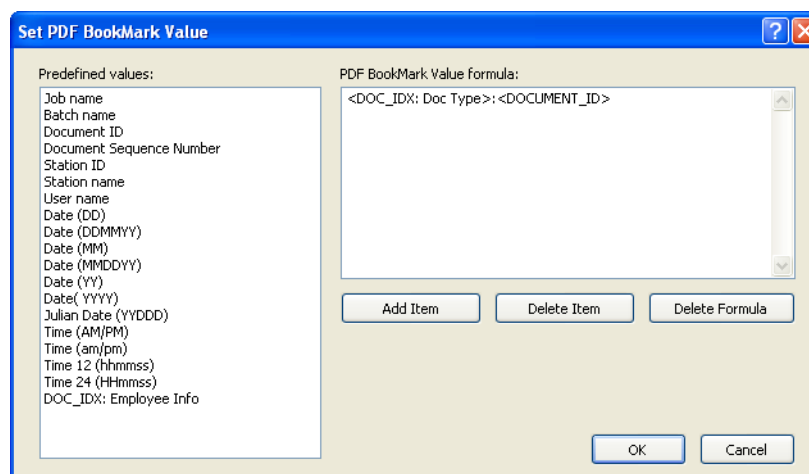 Set PDF BookMark Value
Predefined values:
Job name
Batch name
Document ID
Document Sequence Number
Station ID
Station name
User name
Date (DD)
Date (DDMMYY)
Date (MM)
Date (MMDDYY)
Date (YY)
Date( YYYY)
Julian Date (YYDDD)
Time (AM/PM)
Time (am/pm)
Time 12 (hhmmss)
Time 24 (HHmmss)
DOC_IDX: Employee Info
PDF BookMark Value formula:
<DOC_IDX: Doc Type>:<DOCUMENT_ID>
Add Item
Delete Item
Delete Formula
OK
Cancel